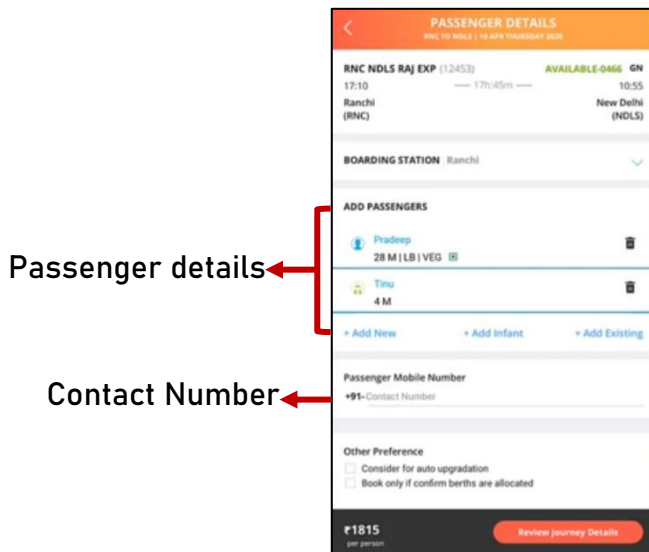 PASSENGER DETAILS
RNC TO NDLS | 16 APR THURSDAY 2020
RNC NDLS RAJ EXP (12453) AVAILABLE-0466 GN
17:10 17h:45m 10:55
Ranchi New Delhi
(RNC) (NDLS)
BOARDING STATION Ranchi
ADD PASSENGERS
Pradeep
28 M | LB | VEG
Passenger details
Tinu
4 M
+ Add New + Add Infant + Add Existing
Passenger Mobile Number
Contact Number
+91- Contact Number
Other Preference
Consider for auto upgradation
Book only if confirm berths are allocated
₹1815 Review Journey Details
per person